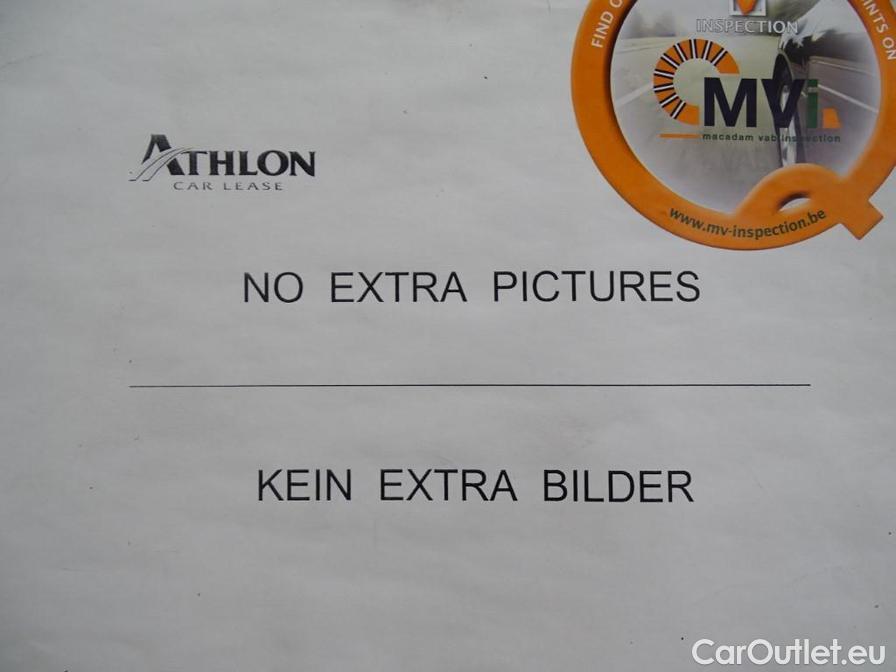 INSPECTION
FIND
MVi.
macadam vab inspection
www.mv-inspection.be
ATHLON
CAR LEASE
NO EXTRA PICTURES
KEIN EXTRA BILDER
CarOutlet.eu